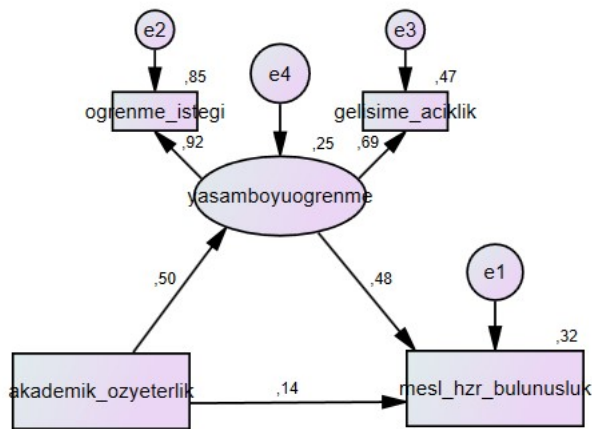 e2
e3
,85
e4
,47
ogrenme_istegi
gelisime_aciklik
,92
,25
,69
yasamboyuogrenme
,50
,48
e1
,32
akademik_ozyeterlik
,14
mesl_hzr_bulunusluk